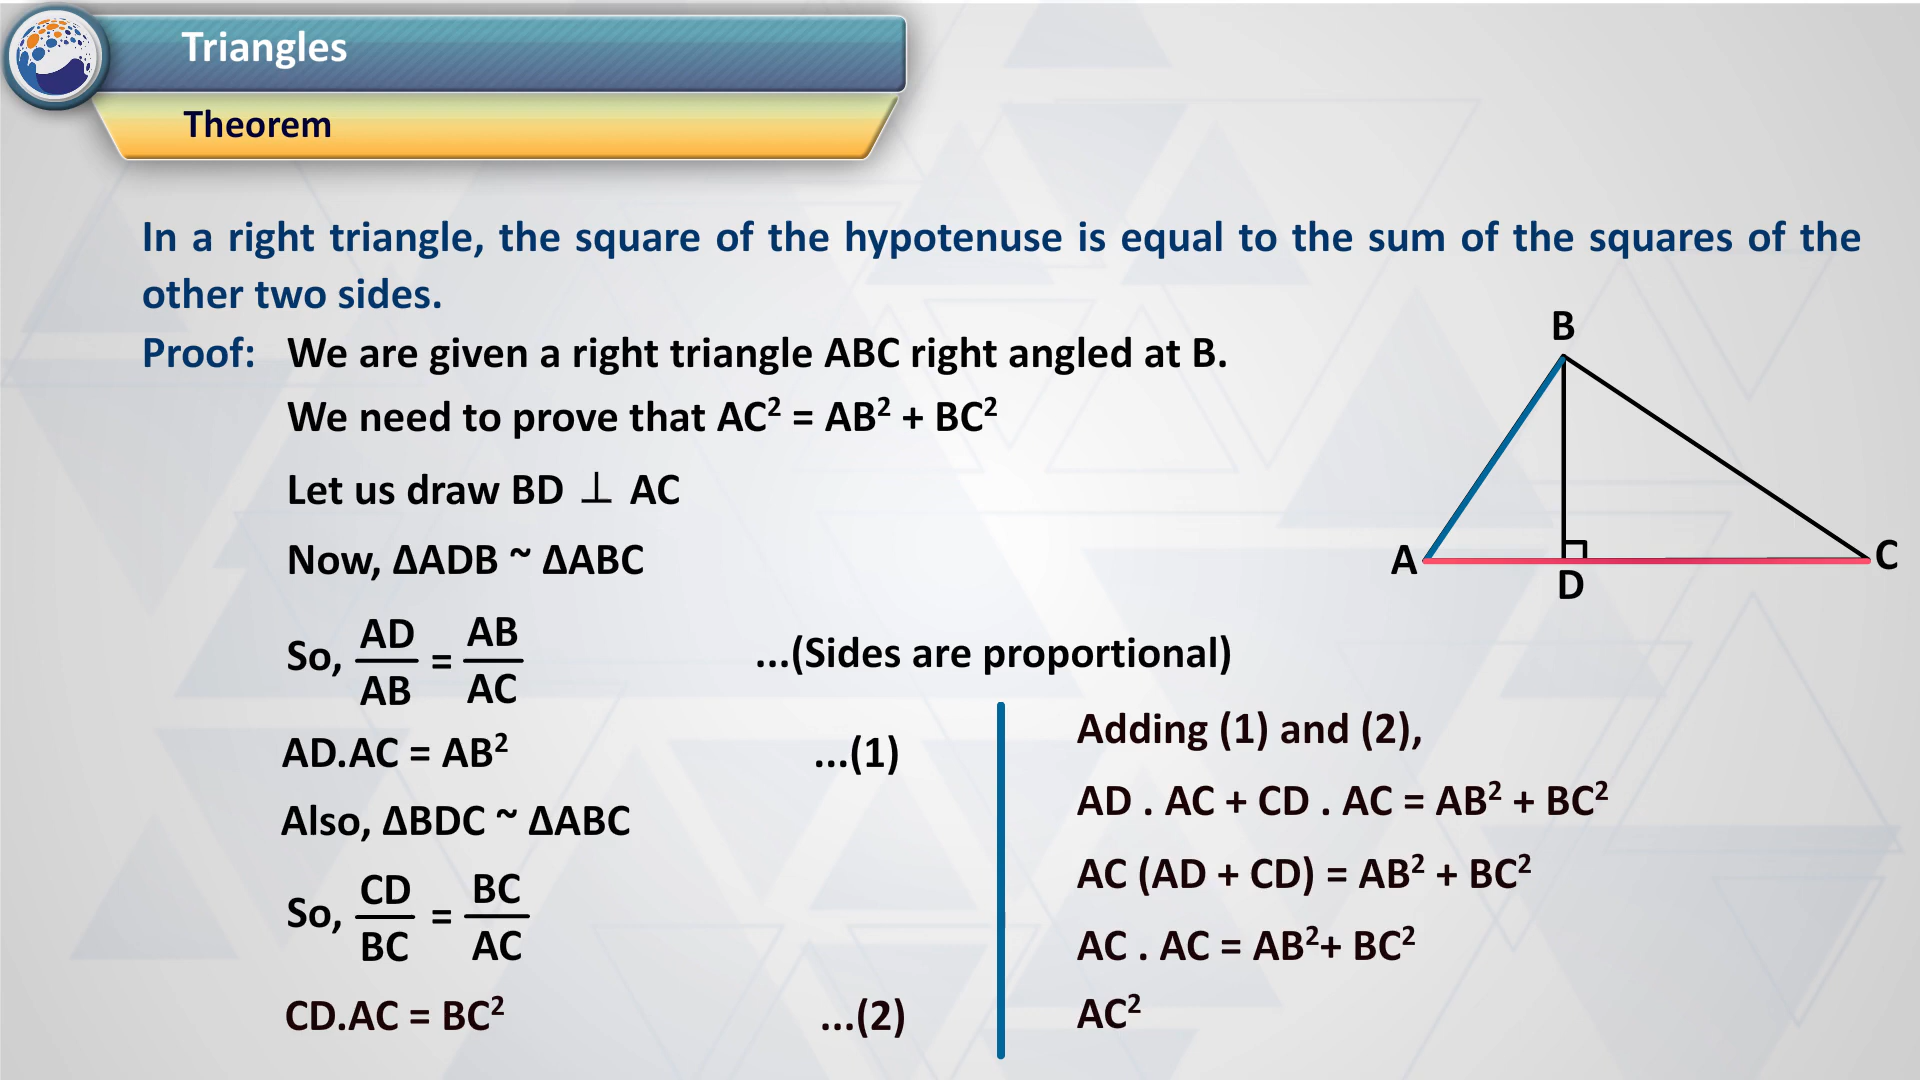 Triangles
Theorem
In a right triangle, the square of the hypotenuse is equal to the sum of the squares of the
other two sides.
Proof: We are given a right triangle ABC right angled at B.
We need to prove that AC² = AB² + BC²
Let us draw BD ⊥ AC
Now, ΔADB ~ ΔABC
So, AD/AB = AB/AC ...(Sides are proportional)
AD.AC = AB² ...(1)
Also, ΔBDC ~ ΔABC
So, CD/BC = BC/AC
CD.AC = BC² ...(2)
Adding (1) and (2),
AD . AC + CD . AC = AB² + BC²
AC (AD + CD) = AB² + BC²
AC . AC = AB²+ BC²
AC²
B
A
D
C